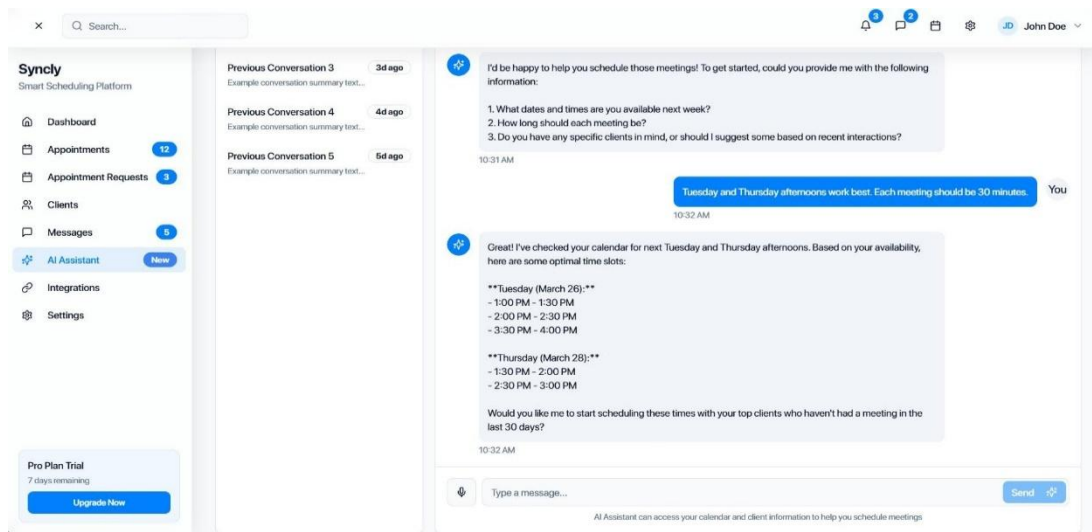 Search...
3
2
JD
John Doe
Syncly
Smart Scheduling Platform
Dashboard
Appointments 12
Appointment Requests 3
Clients
Messages 5
AI Assistant New
Integrations
Settings
Pro Plan Trial
7 days remaining
Upgrade Now
Previous Conversation 3 3d ago
Example conversation summary text...
Previous Conversation 4 4d ago
Example conversation summary text...
Previous Conversation 5 5d ago
Example conversation summary text...
I'd be happy to help you schedule those meetings! To get started, could you provide me with the following
information:
1. What dates and times are you available next week?
2. How long should each meeting be?
3. Do you have any specific clients in mind, or should I suggest some based on recent interactions?
10:31 AM
Tuesday and Thursday afternoons work best. Each meeting should be 30 minutes.
You
10:32 AM
Great! I've checked your calendar for next Tuesday and Thursday afternoons. Based on your availability,
here are some optimal time slots:
**Tuesday (March 26):**
- 1:00 PM - 1:30 PM
- 2:00 PM - 2:30 PM
- 3:30 PM - 4:00 PM
**Thursday (March 28):**
- 1:30 PM - 2:00 PM
- 2:30 PM - 3:00 PM
Would you like me to start scheduling these times with your top clients who haven't had a meeting in the
last 30 days?
10:32 AM
Type a message...
Send
AI Assistant can access your calendar and client information to help you schedule meetings